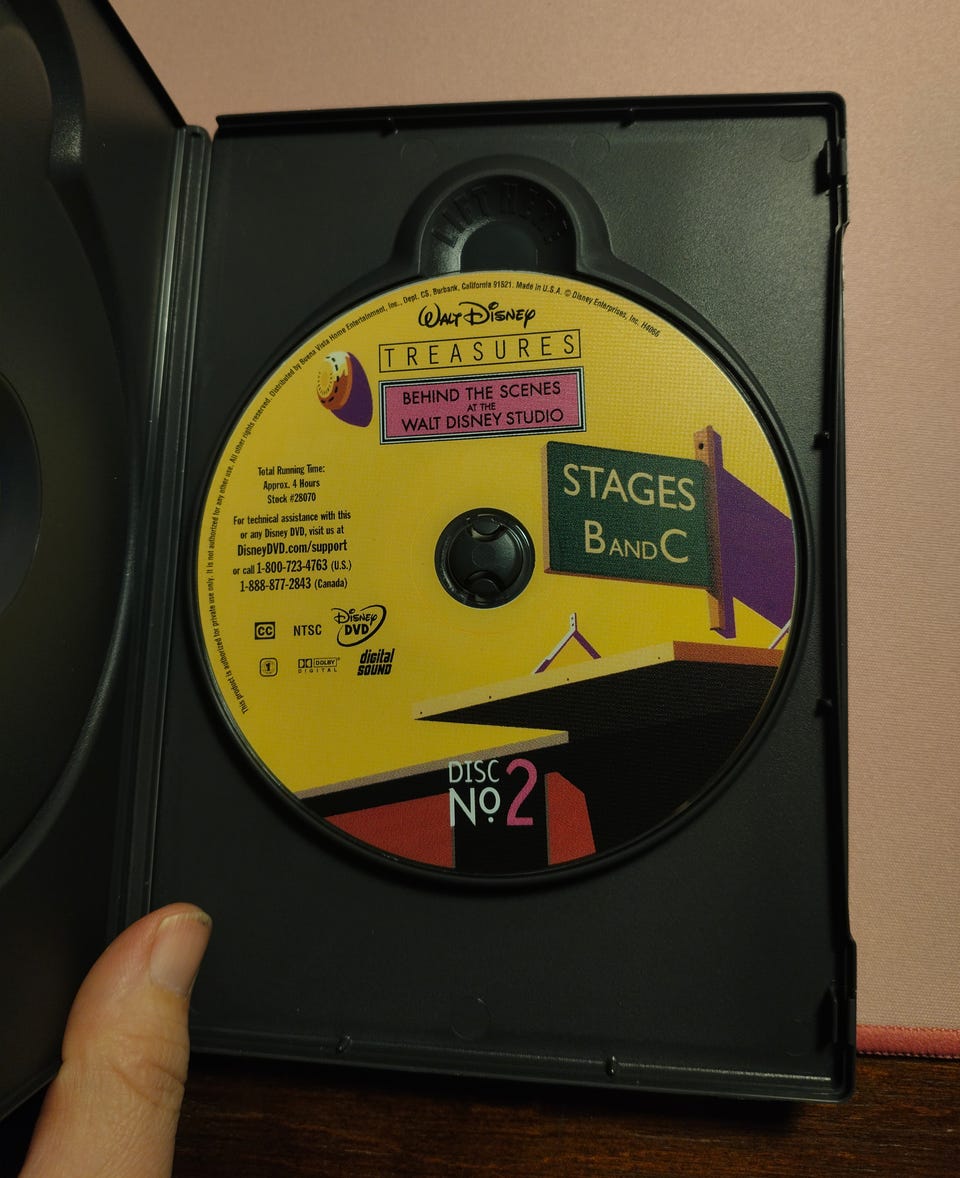 LIFT HERE
This product is authorized for private use only. It is not authorized for any other use. All other rights reserved. Distributed by Buena Vista Home Entertainment, Inc., Dept. CS, Burbank, California 91521. Made in U.S.A. © Disney Enterprises, Inc. H4066
WALT DISNEY
TREASURES
BEHIND THE SCENES
AT THE
WALT DISNEY STUDIO
STAGES
B AND C
Total Running Time:
Approx. 4 Hours
Stock #28070
For technical assistance with this
or any Disney DVD, visit us at
DisneyDVD.com/support
or call 1-800-723-4763 (U.S.)
1-888-877-2843 (Canada)
CC NTSC Disney DVD
1 DOLBY DIGITAL digital SOUND
DISC
No. 2